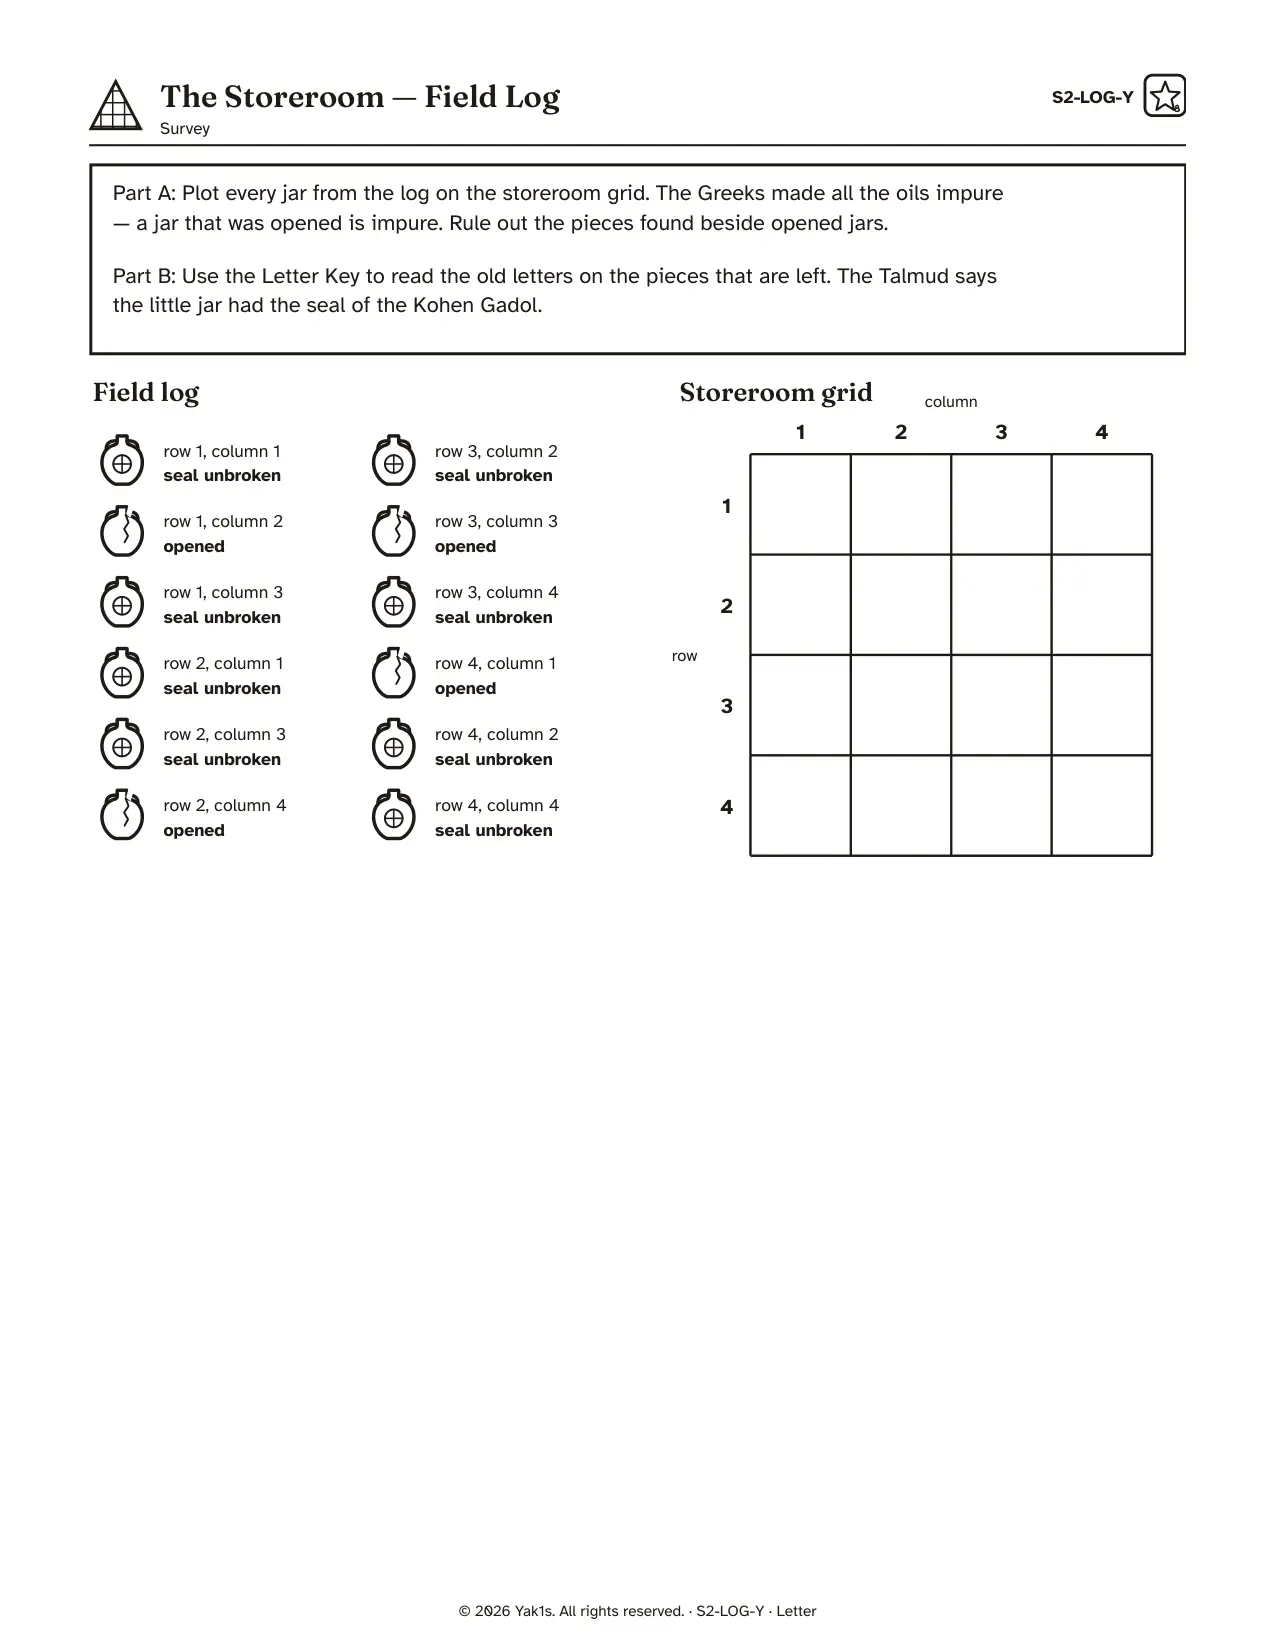 The Storeroom — Field Log
Survey
S2-LOG-Y
Part A: Plot every jar from the log on the storeroom grid. The Greeks made all the oils impure
— a jar that was opened is impure. Rule out the pieces found beside opened jars.
Part B: Use the Letter Key to read the old letters on the pieces that are left. The Talmud says
the little jar had the seal of the Kohen Gadol.
Field log
row 1, column 1
seal unbroken
row 1, column 2
opened
row 1, column 3
seal unbroken
row 2, column 1
seal unbroken
row 2, column 3
seal unbroken
row 2, column 4
opened
row 3, column 2
seal unbroken
row 3, column 3
opened
row 3, column 4
seal unbroken
row 4, column 1
opened
row 4, column 2
seal unbroken
row 4, column 4
seal unbroken
Storeroom grid
column
1 2 3 4
1
2
row
3
4
© 2026 Yak1s. All rights reserved. · S2-LOG-Y · Letter